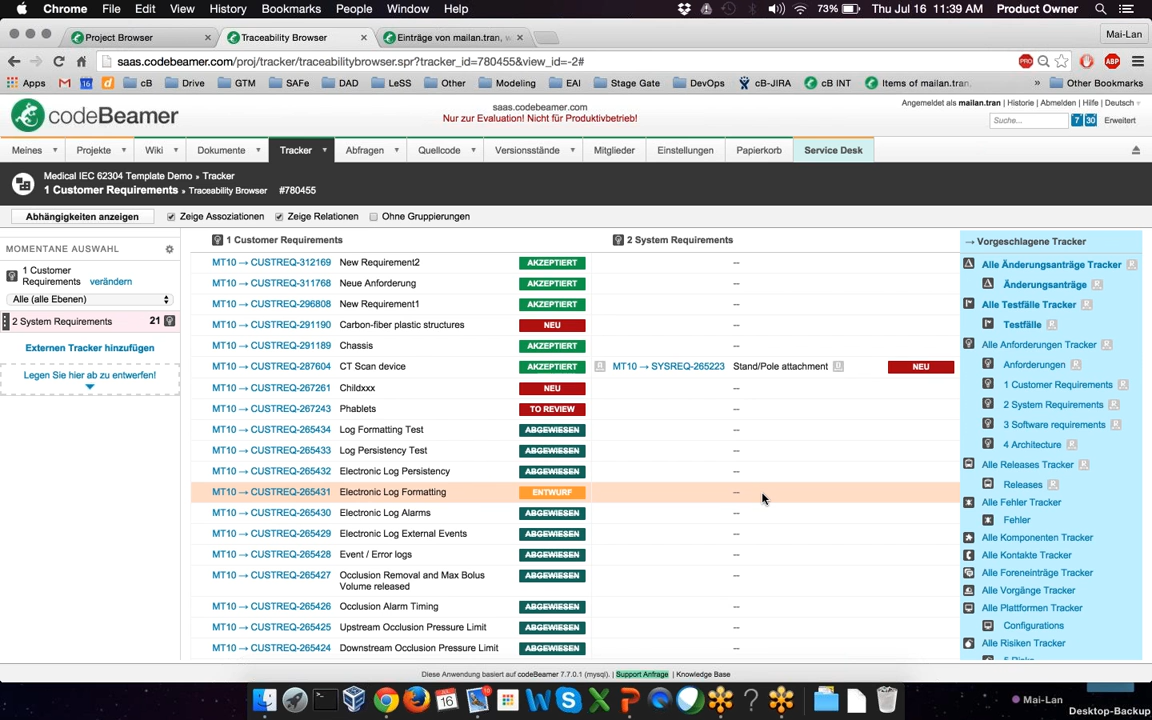 Chrome File Edit View History Bookmarks People Window Help 73% Thu Jul 16 11:39 AM Product Owner
Project Browser × Traceability Browser × Einträge von mailan.tran, w × Mai-Lan
saas.codebeamer.com/proj/tracker/traceabilitybrowser.spr?tracker_id=780455&view_id=-2#
Apps cB Drive GTM SAFe DAD LeSS Other Modeling EAI Stage Gate DevOps cB-JIRA cB INT Items of mailan.tran. » Other Bookmarks
codeBeamer
saas.codebeamer.com
Nur zur Evaluation! Nicht für Produktivbetrieb!
Angemeldet als mailan.tran | Historie | Abmelden | Hilfe | Deutsch
Suche... 7 30 Erweitert
Meines Projekte Wiki Dokumente Tracker Abfragen Quellcode Versionsstände Mitglieder Einstellungen Papierkorb Service Desk
Medical IEC 62304 Template Demo » Tracker
1 Customer Requirements » Traceability Browser #780455
Abhängigkeiten anzeigen Zeige Assoziationen Zeige Relationen Ohne Gruppierungen
MOMENTANE AUSWAHL
1 Customer
Requirements verändern
Alle (alle Ebenen)
2 System Requirements 21
Externen Tracker hinzufügen
Legen Sie hier ab zu entwerfen!
1 Customer Requirements 2 System Requirements
MT10 → CUSTREQ-312169 New Requirement2 AKZEPTIERT --
MT10 → CUSTREQ-311768 Neue Anforderung AKZEPTIERT --
MT10 → CUSTREQ-296808 New Requirement1 AKZEPTIERT --
MT10 → CUSTREQ-291190 Carbon-fiber plastic structures NEU --
MT10 → CUSTREQ-291189 Chassis AKZEPTIERT --
MT10 → CUSTREQ-287604 CT Scan device AKZEPTIERT MT10 → SYSREQ-265223 Stand/Pole attachment NEU
MT10 → CUSTREQ-267261 Childxxx NEU --
MT10 → CUSTREQ-267243 Phablets TO REVIEW --
MT10 → CUSTREQ-265434 Log Formatting Test ABGEWIESEN --
MT10 → CUSTREQ-265433 Log Persistency Test ABGEWIESEN --
MT10 → CUSTREQ-265432 Electronic Log Persistency ABGEWIESEN --
MT10 → CUSTREQ-265431 Electronic Log Formatting ENTWURF --
MT10 → CUSTREQ-265430 Electronic Log Alarms ABGEWIESEN --
MT10 → CUSTREQ-265429 Electronic Log External Events ABGEWIESEN --
MT10 → CUSTREQ-265428 Event / Error logs ABGEWIESEN --
MT10 → CUSTREQ-265427 Occlusion Removal and Max Bolus ABGEWIESEN --
Volume released
MT10 → CUSTREQ-265426 Occlusion Alarm Timing ABGEWIESEN --
MT10 → CUSTREQ-265425 Upstream Occlusion Pressure Limit ABGEWIESEN --
MT10 → CUSTREQ-265424 Downstream Occlusion Pressure Limit ABGEWIESEN --
→ Vorgeschlagene Tracker
Alle Änderungsanträge Tracker
Änderungsanträge
Alle Testfälle Tracker
Testfälle
Alle Anforderungen Tracker
Anforderungen
1 Customer Requirements
2 System Requirements
3 Software requirements
4 Architecture
Alle Releases Tracker
Releases
Alle Fehler Tracker
Fehler
Alle Komponenten Tracker
Alle Kontakte Tracker
Alle Foreneinträge Tracker
Alle Vorgänge Tracker
Alle Plattformen Tracker
Configurations
Alle Risiken Tracker
Diese Anwendung basiert auf codeBeamer 7.7.0.1 (mysql). | Support Anfrage | Knowledge Base
Mai-Lan
Desktop-Backup